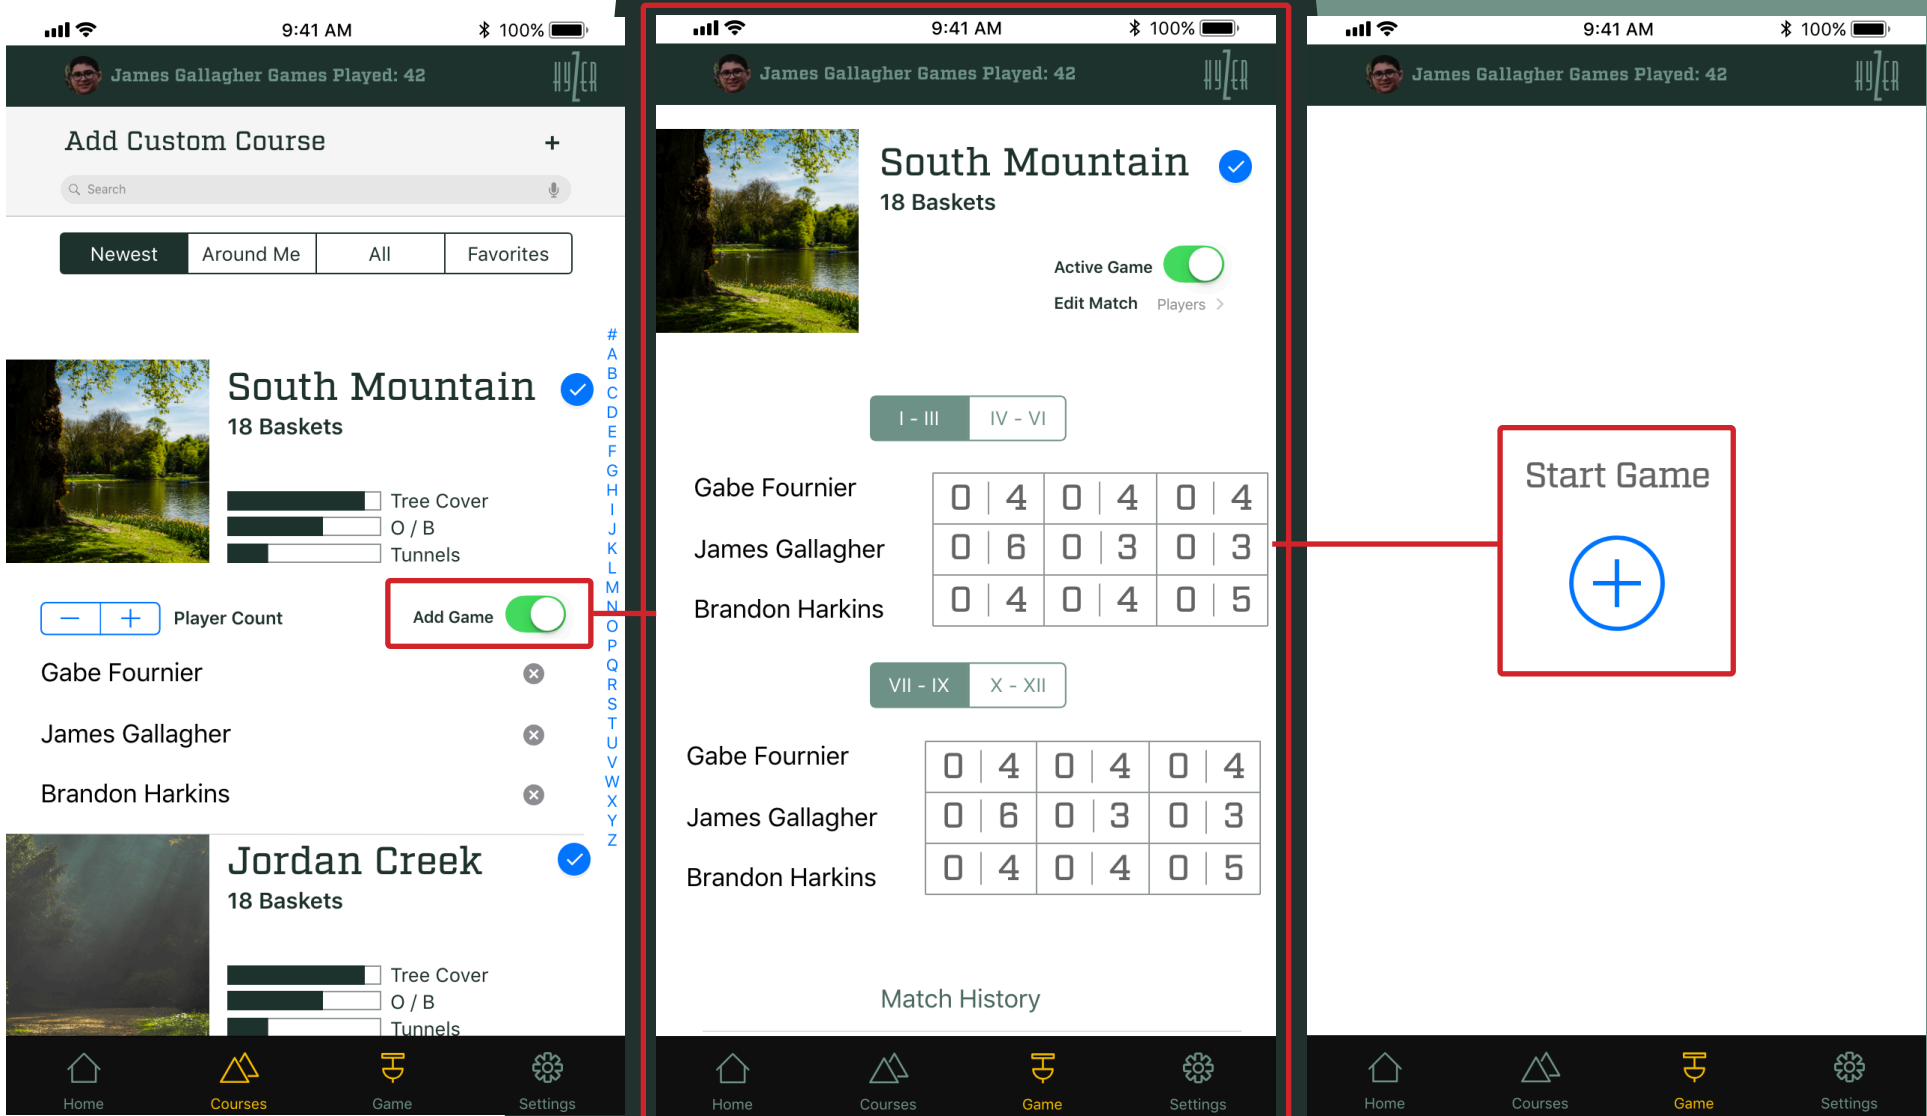 9:41 AM
100%
James Gallagher Games Played: 42
HYZER
Add Custom Course
+
Search
Newest
Around Me
All
Favorites
South Mountain
18 Baskets
Tree Cover
O / B
Tunnels
Player Count
Add Game
Gabe Fournier
James Gallagher
Brandon Harkins
#
A
B
C
D
E
F
G
H
I
J
K
L
M
N
O
P
Q
R
S
T
U
V
W
X
Y
Z
Jordan Creek
18 Baskets
Tree Cover
O / B
Tunnels
Home
Courses
Game
Settings
9:41 AM
100%
James Gallagher Games Played: 42
HYZER
South Mountain
18 Baskets
Active Game
Edit Match Players >
I - III
IV - VI
Gabe Fournier 0 | 4 0 | 4 0 | 4
James Gallagher 0 | 6 0 | 3 0 | 3
Brandon Harkins 0 | 4 0 | 4 0 | 5
VII - IX
X - XII
Gabe Fournier 0 | 4 0 | 4 0 | 4
James Gallagher 0 | 6 0 | 3 0 | 3
Brandon Harkins 0 | 4 0 | 4 0 | 5
Match History
Home
Courses
Game
Settings
9:41 AM
100%
James Gallagher Games Played: 42
HYZER
Start Game
Home
Courses
Game
Settings